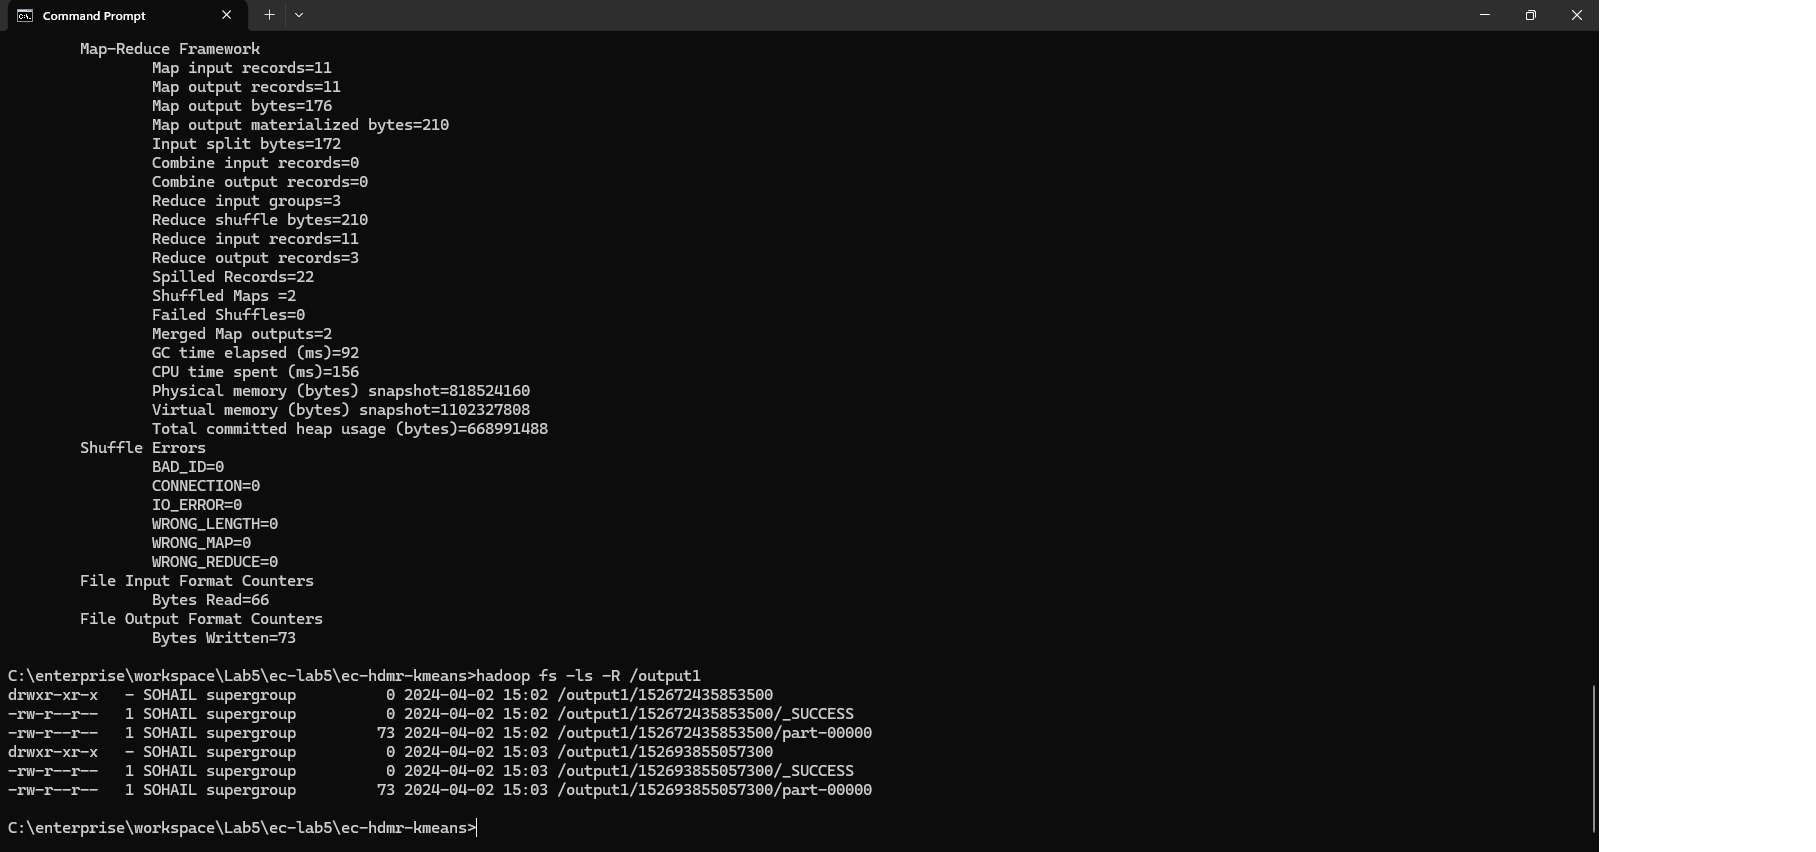 Command Prompt
Map-Reduce Framework
Map input records=11
Map output records=11
Map output bytes=176
Map output materialized bytes=210
Input split bytes=172
Combine input records=0
Combine output records=0
Reduce input groups=3
Reduce shuffle bytes=210
Reduce input records=11
Reduce output records=3
Spilled Records=22
Shuffled Maps =2
Failed Shuffles=0
Merged Map outputs=2
GC time elapsed (ms)=92
CPU time spent (ms)=156
Physical memory (bytes) snapshot=818524160
Virtual memory (bytes) snapshot=1102327808
Total committed heap usage (bytes)=668991488
Shuffle Errors
BAD_ID=0
CONNECTION=0
IO_ERROR=0
WRONG_LENGTH=0
WRONG_MAP=0
WRONG_REDUCE=0
File Input Format Counters
Bytes Read=66
File Output Format Counters
Bytes Written=73
C:\enterprise\workspace\Lab5\ec-lab5\ec-hdmr-kmeans>hadoop fs -ls -R /output1
drwxr-xr-x   - SOHAIL supergroup          0 2024-04-02 15:02 /output1/152672435853500
-rw-r--r--   1 SOHAIL supergroup          0 2024-04-02 15:02 /output1/152672435853500/_SUCCESS
-rw-r--r--   1 SOHAIL supergroup         73 2024-04-02 15:02 /output1/152672435853500/part-00000
drwxr-xr-x   - SOHAIL supergroup          0 2024-04-02 15:03 /output1/152693855057300
-rw-r--r--   1 SOHAIL supergroup          0 2024-04-02 15:03 /output1/152693855057300/_SUCCESS
-rw-r--r--   1 SOHAIL supergroup         73 2024-04-02 15:03 /output1/152693855057300/part-00000
C:\enterprise\workspace\Lab5\ec-lab5\ec-hdmr-kmeans>